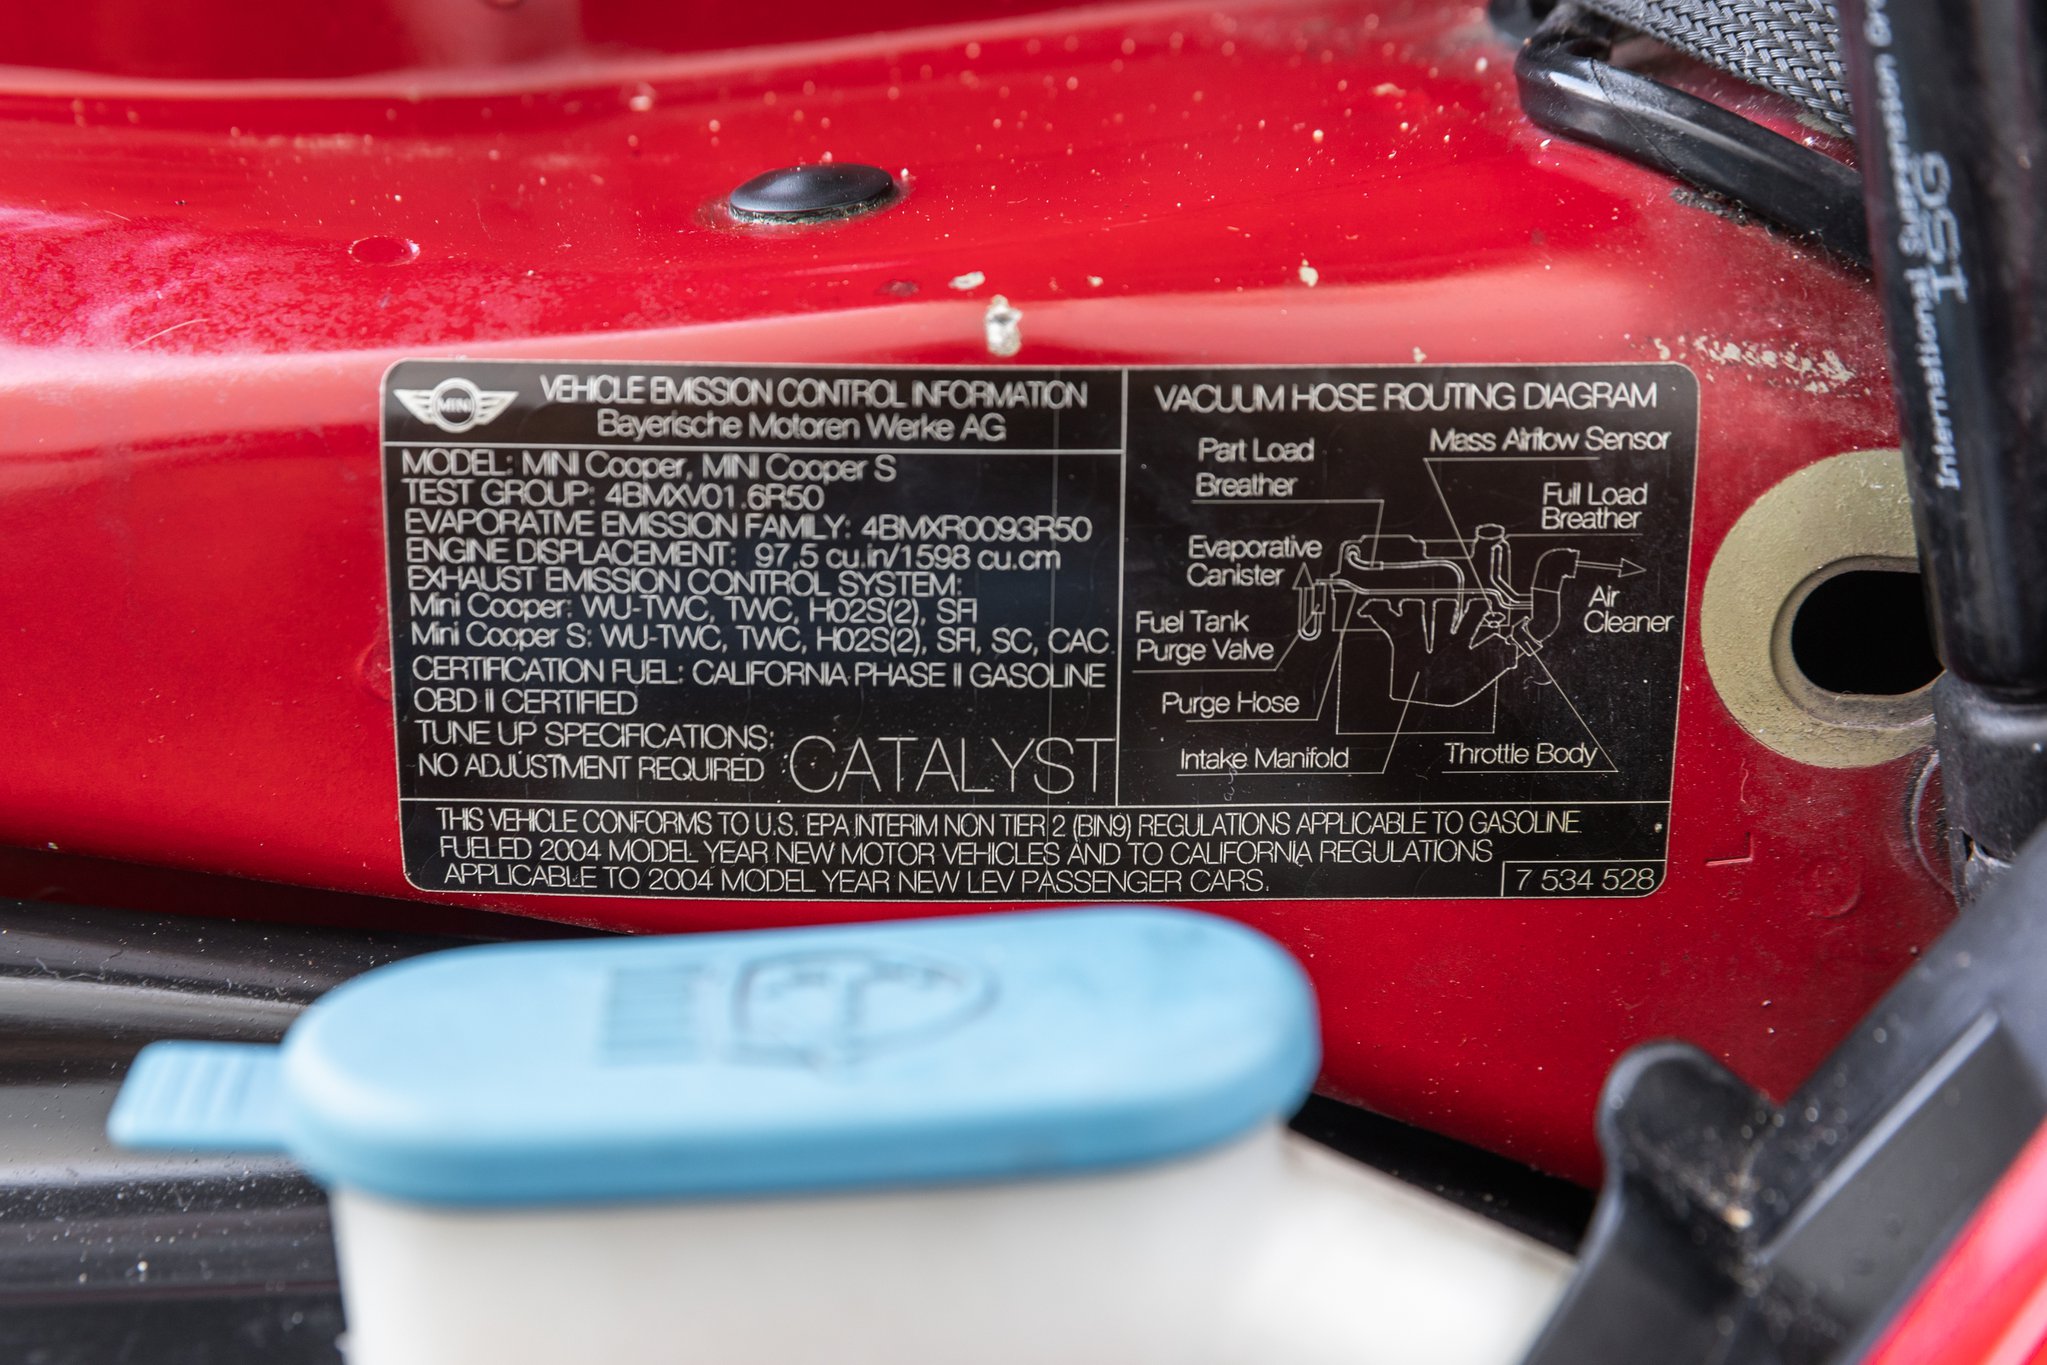 MINI
VEHICLE EMISSION CONTROL INFORMATION
Bayerische Motoren Werke AG
MODEL: MINI Cooper, MINI Cooper S
TEST GROUP: 4BMXV01.6R50
EVAPORATIVE EMISSION FAMILY: 4BMXR0093R50
ENGINE DISPLACEMENT: 97,5 cu.in/1598 cu.cm
EXHAUST EMISSION CONTROL SYSTEM:
Mini Cooper: WU-TWC, TWC, HO2S(2), SFI
Mini Cooper S: WU-TWC, TWC, HO2S(2), SFI, SC, CAC
CERTIFICATION FUEL: CALIFORNIA PHASE II GASOLINE
OBD II CERTIFIED
TUNE UP SPECIFICATIONS:
NO ADJUSTMENT REQUIRED
CATALYST
VACUUM HOSE ROUTING DIAGRAM
Part Load
Breather
Mass Airflow Sensor
Full Load
Breather
Evaporative
Canister
Air
Cleaner
Fuel Tank
Purge Valve
Purge Hose
Intake Manifold
Throttle Body
THIS VEHICLE CONFORMS TO U.S. EPA INTERIM NON TIER 2 (BIN9) REGULATIONS APPLICABLE TO GASOLINE
FUELED 2004 MODEL YEAR NEW MOTOR VEHICLES AND TO CALIFORNIA REGULATIONS
APPLICABLE TO 2004 MODEL YEAR NEW LEV PASSENGER CARS.
7 534 528
ISG
International Suspension